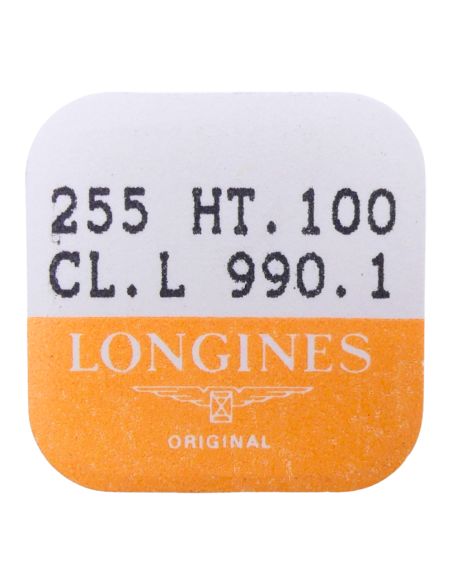 255 HT.100
CL.L 990.1
LONGINES
ORIGINAL